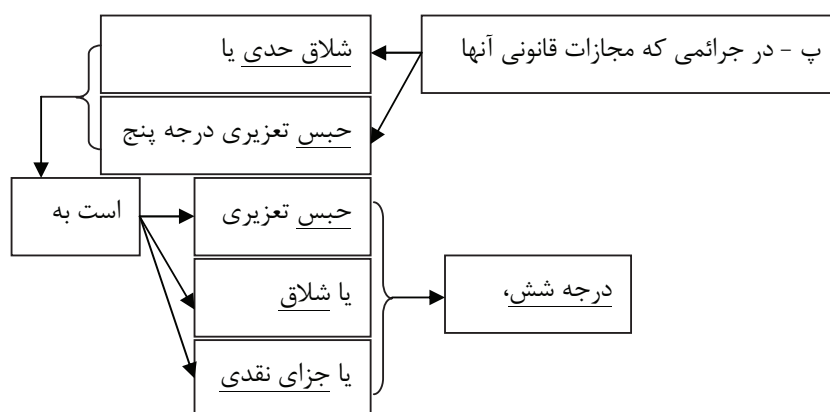 پ - در جرائمی که مجازات قانونی آنها
شلاق حدی یا
حبس تعزیری درجه پنج
است به
حبس تعزیری
یا شلاق
یا جزای نقدی
درجه شش،